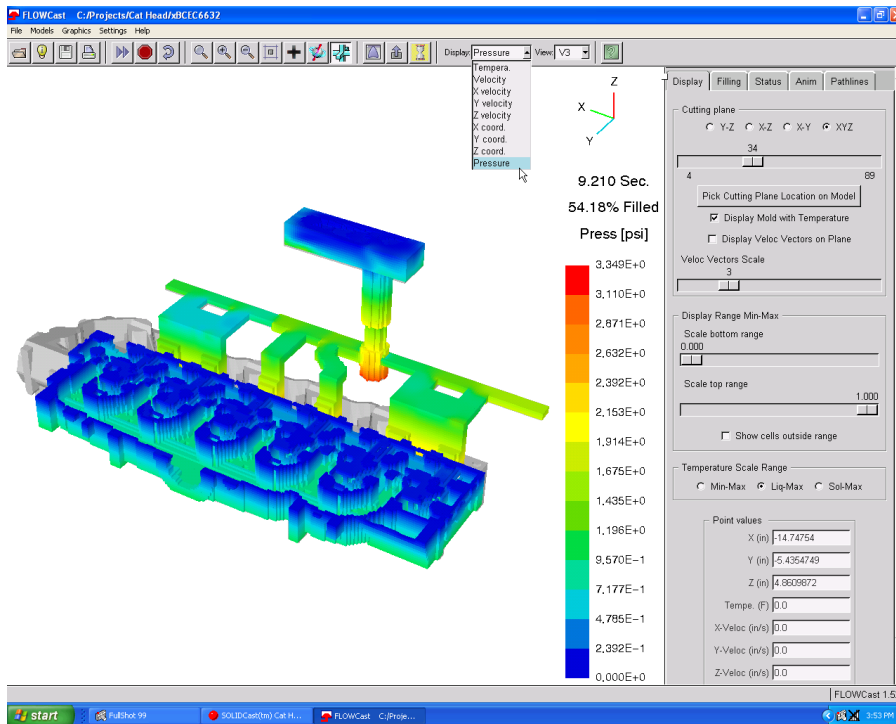 FLOWCast C:/Projects/Cat Head/xBCEC6632
File Models Graphics Settings Help
Display: Pressure View: V3
Tempera.
Velocity
X velocity
Y velocity
Z velocity
X coord.
Y coord.
Z coord.
Pressure
Z
X
Y
9.210 Sec.
54.18% Filled
Press [psi]
3,349E+0
3,110E+0
2,871E+0
2,632E+0
2,392E+0
2,153E+0
1,914E+0
1,675E+0
1,435E+0
1,196E+0
9,570E-1
7,177E-1
4,785E-1
2,392E-1
0,000E+0
Display Filling Status Anim Pathlines
Cutting plane
Y-Z X-Z X-Y XYZ
34
4 89
Pick Cutting Plane Location on Model
Display Mold with Temperature
Display Veloc Vectors on Plane
Veloc Vectors Scale
3
Display Range Min-Max
Scale bottom range
0.000
Scale top range
1.000
Show cells outside range
Temperature Scale Range
Min-Max Liq-Max Sol-Max
Point values
X (in) -14.74754
Y (in) -5.4354749
Z (in) 4.8609872
Tempe. (F) 0.0
X-Veloc (in/s) 0.0
Y-Veloc (in/s) 0.0
Z-Veloc (in/s) 0.0
FLOWCast 1.5
start FullShot 99 SOLIDCast(tm) Cat H... FLOWCast C:/Proje... 3:53 PM